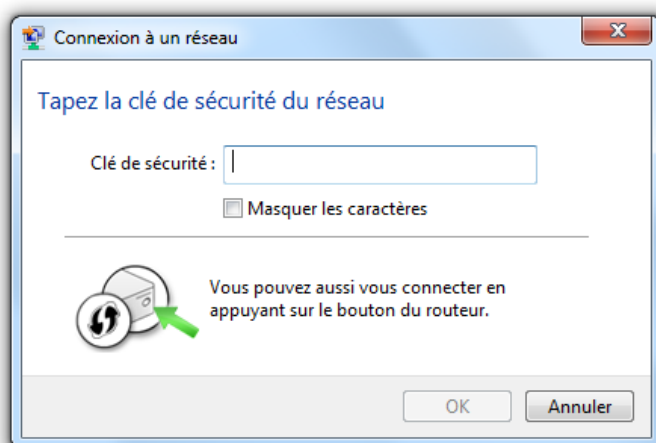 Connexion à un réseau
Tapez la clé de sécurité du réseau
Clé de sécurité :
Masquer les caractères
Vous pouvez aussi vous connecter en
appuyant sur le bouton du routeur.
OK Annuler